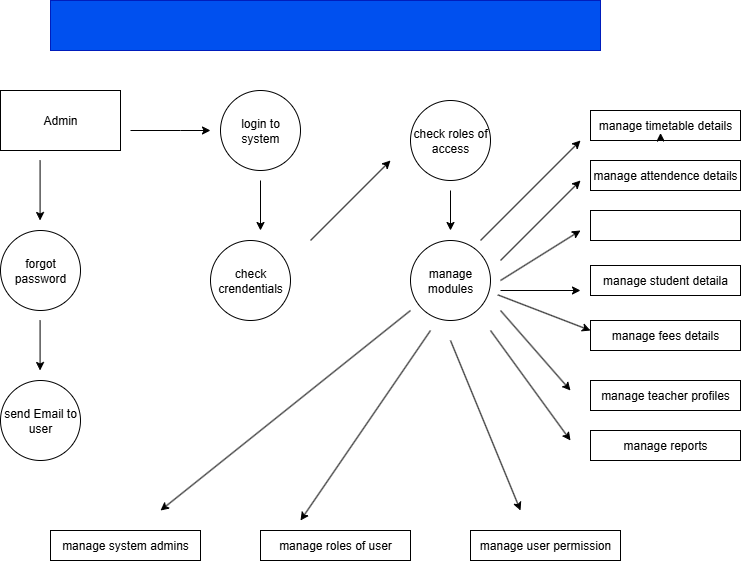 Admin
login to
system
check roles of
access
manage timetable details
manage attendence details
forgot
password
check
crendentials
manage
modules
manage student detaila
manage fees details
send Email to
user
manage teacher profiles
manage reports
manage system admins
manage roles of user
manage user permission